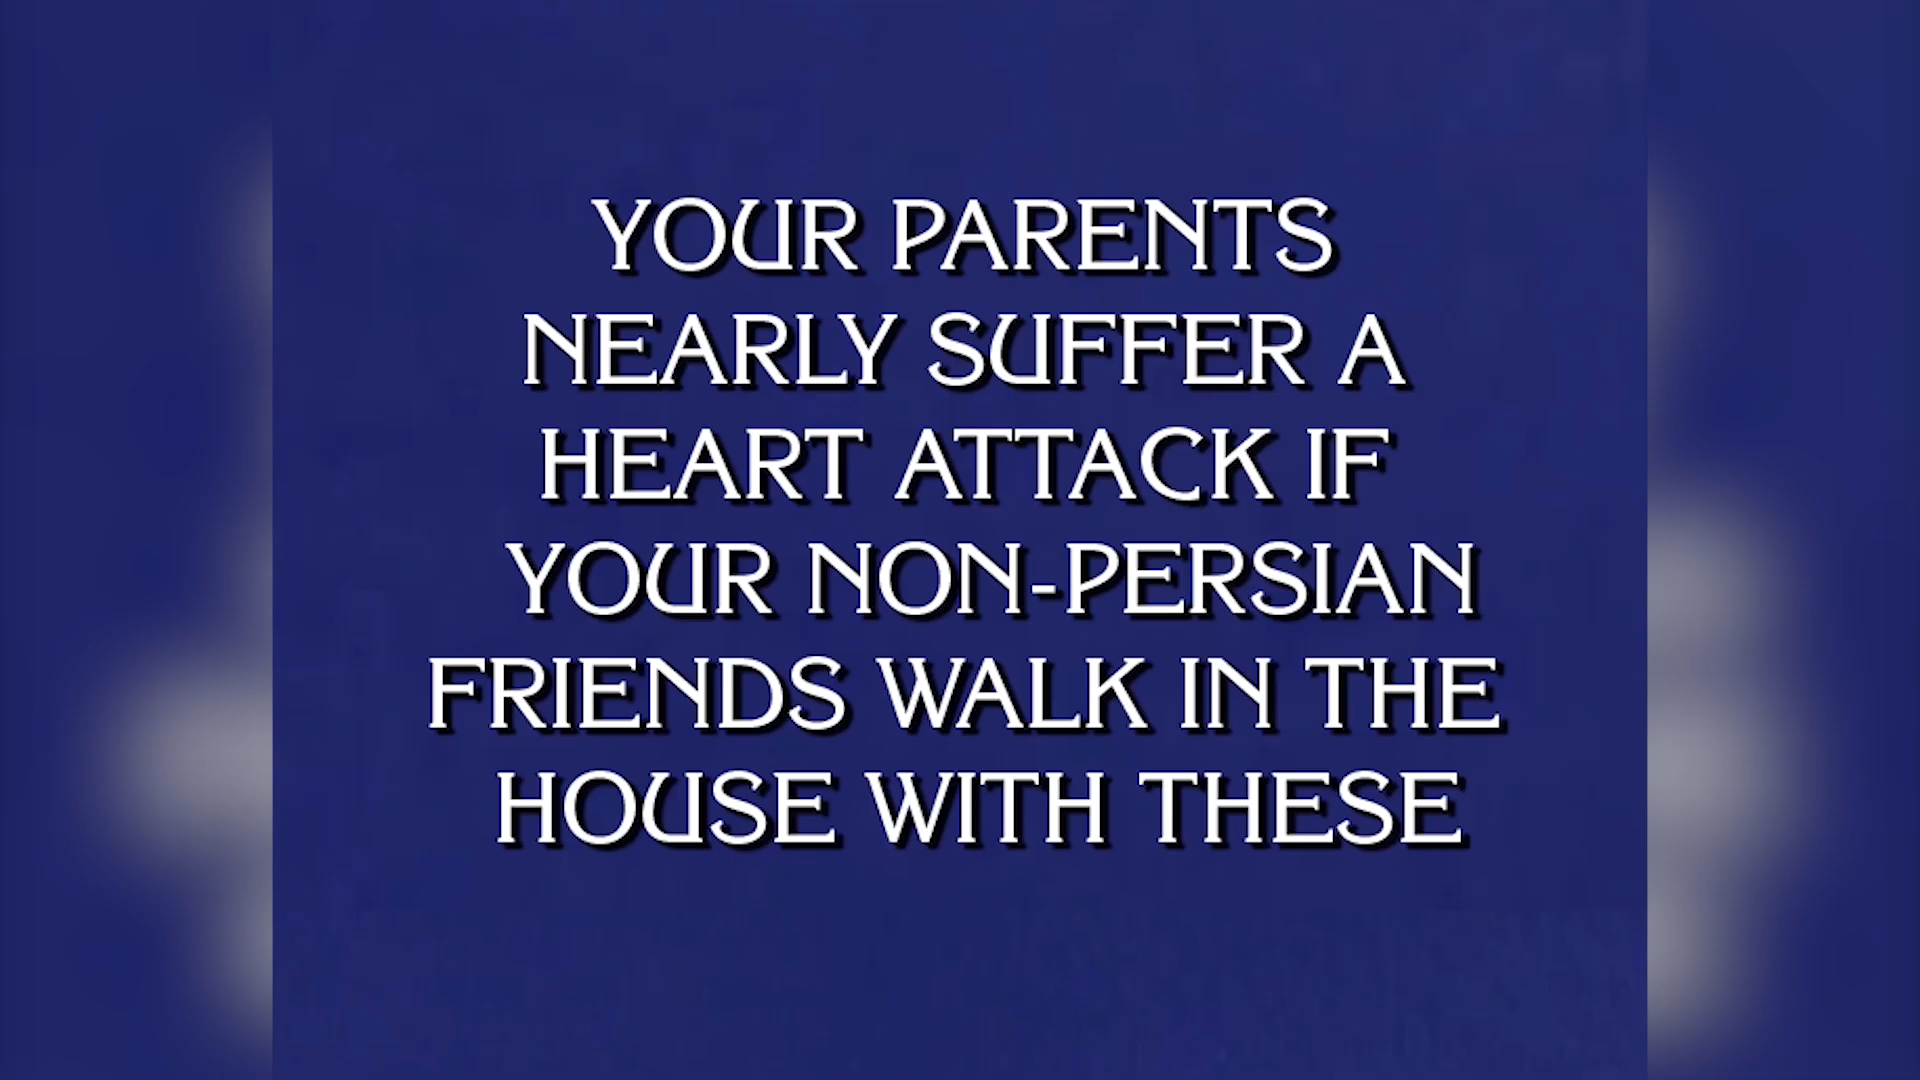 YOUR PARENTS
NEARLY SUFFER A
HEART ATTACK IF
YOUR NON-PERSIAN
FRIENDS WALK IN THE
HOUSE WITH THESE